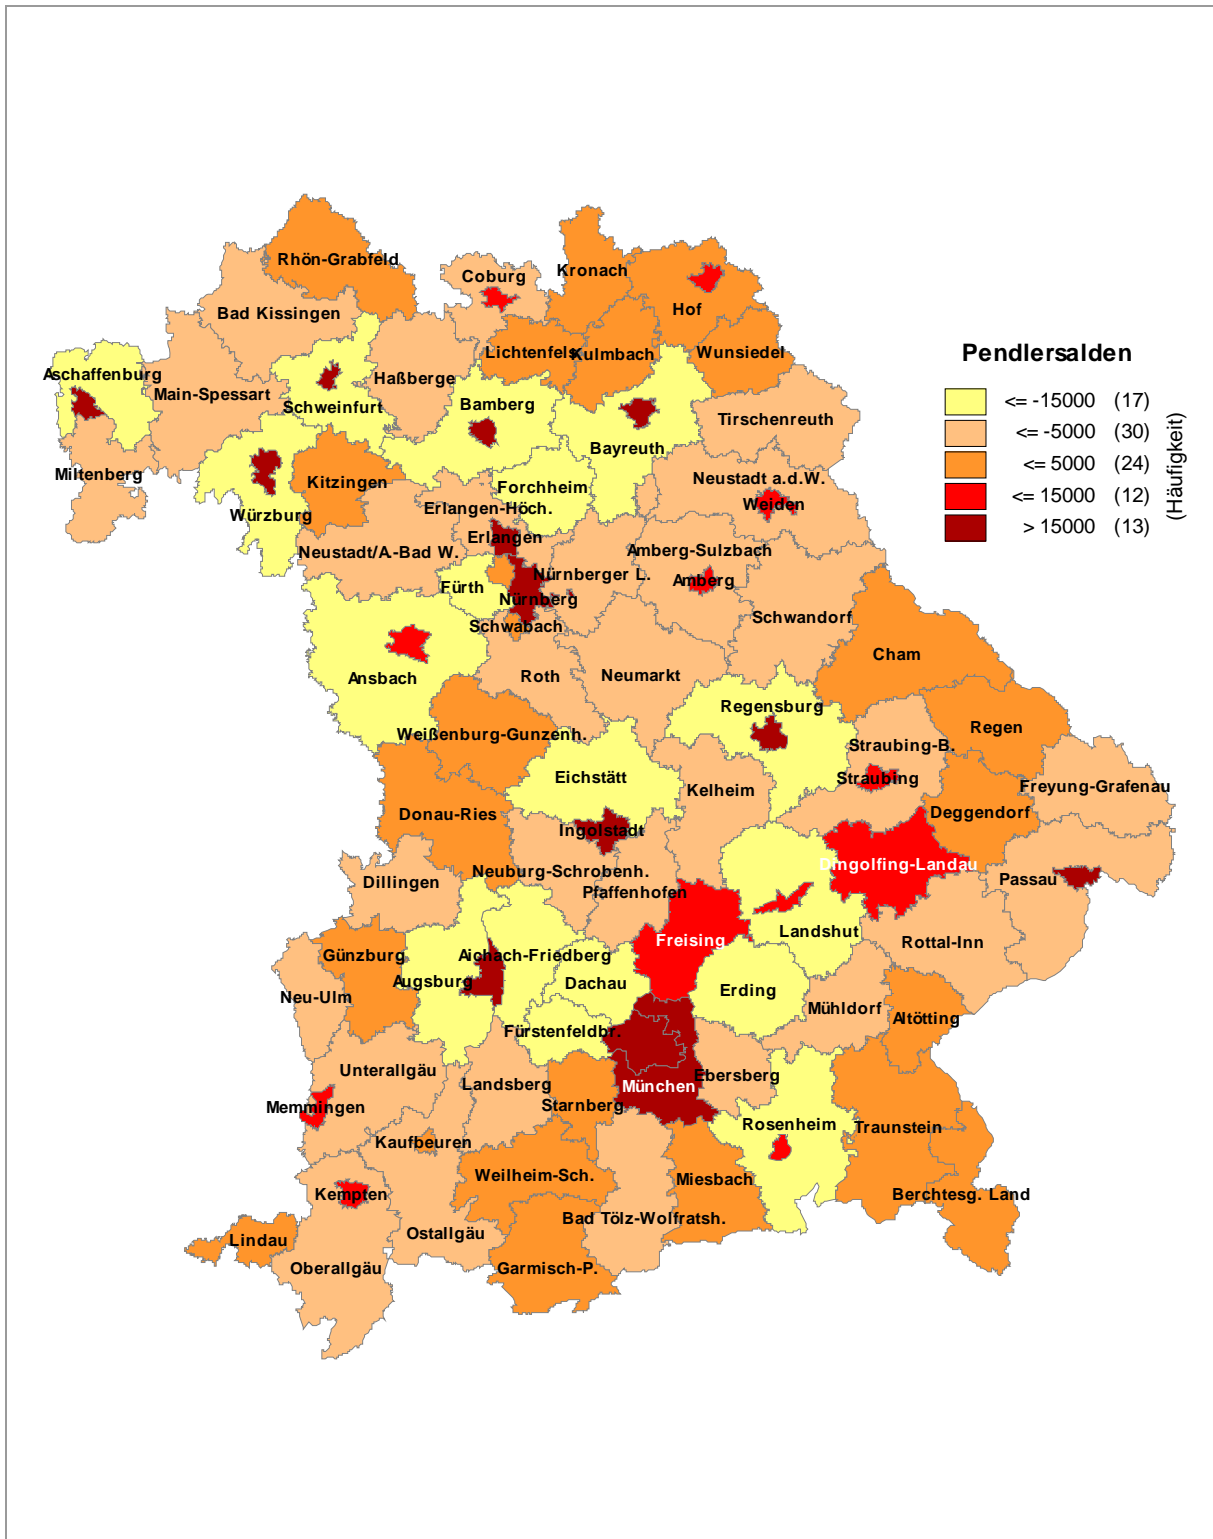 Rhön-Grabfeld
Kronach
Coburg
Hof
Bad Kissingen
Pendlersalden
Lichtenfels
Kulmbach
Wunsiedel
Aschaffenburg
Haßberge
Main-Spessart
Schweinfurt
Bamberg
<= -15000 (17)
<= -5000 (30)
<= 5000 (24)
<= 15000 (12)
> 15000 (13)
(Häufigkeit)
Tirschenreuth
Bayreuth
Miltenberg
Kitzingen
Forchheim
Neustadt a.d.W.
Weiden
Würzburg
Erlangen-Höch.
Erlangen
Neustadt/A.-Bad W.
Amberg-Sulzbach
Nürnberger L.
Amberg
Fürth
Nürnberg
Schwabach
Schwandorf
Cham
Ansbach
Roth
Neumarkt
Regensburg
Regen
Weißenburg-Gunzenh.
Straubing-B.
Eichstätt
Straubing
Kelheim
Freyung-Grafenau
Donau-Ries
Deggendorf
Ingolstadt
Dingolfing-Landau
Neuburg-Schrobenh.
Dillingen
Pfaffenhofen
Passau
Landshut
Freising
Rottal-Inn
Günzburg
Aichach-Friedberg
Augsburg
Dachau
Erding
Neu-Ulm
Mühldorf
Altötting
Fürstenfeldbr.
Unterallgäu
Landsberg
München
Ebersberg
Memmingen
Starnberg
Rosenheim
Traunstein
Kaufbeuren
Weilheim-Sch.
Miesbach
Kempten
Berchtesg. Land
Bad Tölz-Wolfratsh.
Lindau
Ostallgäu
Oberallgäu
Garmisch-P.